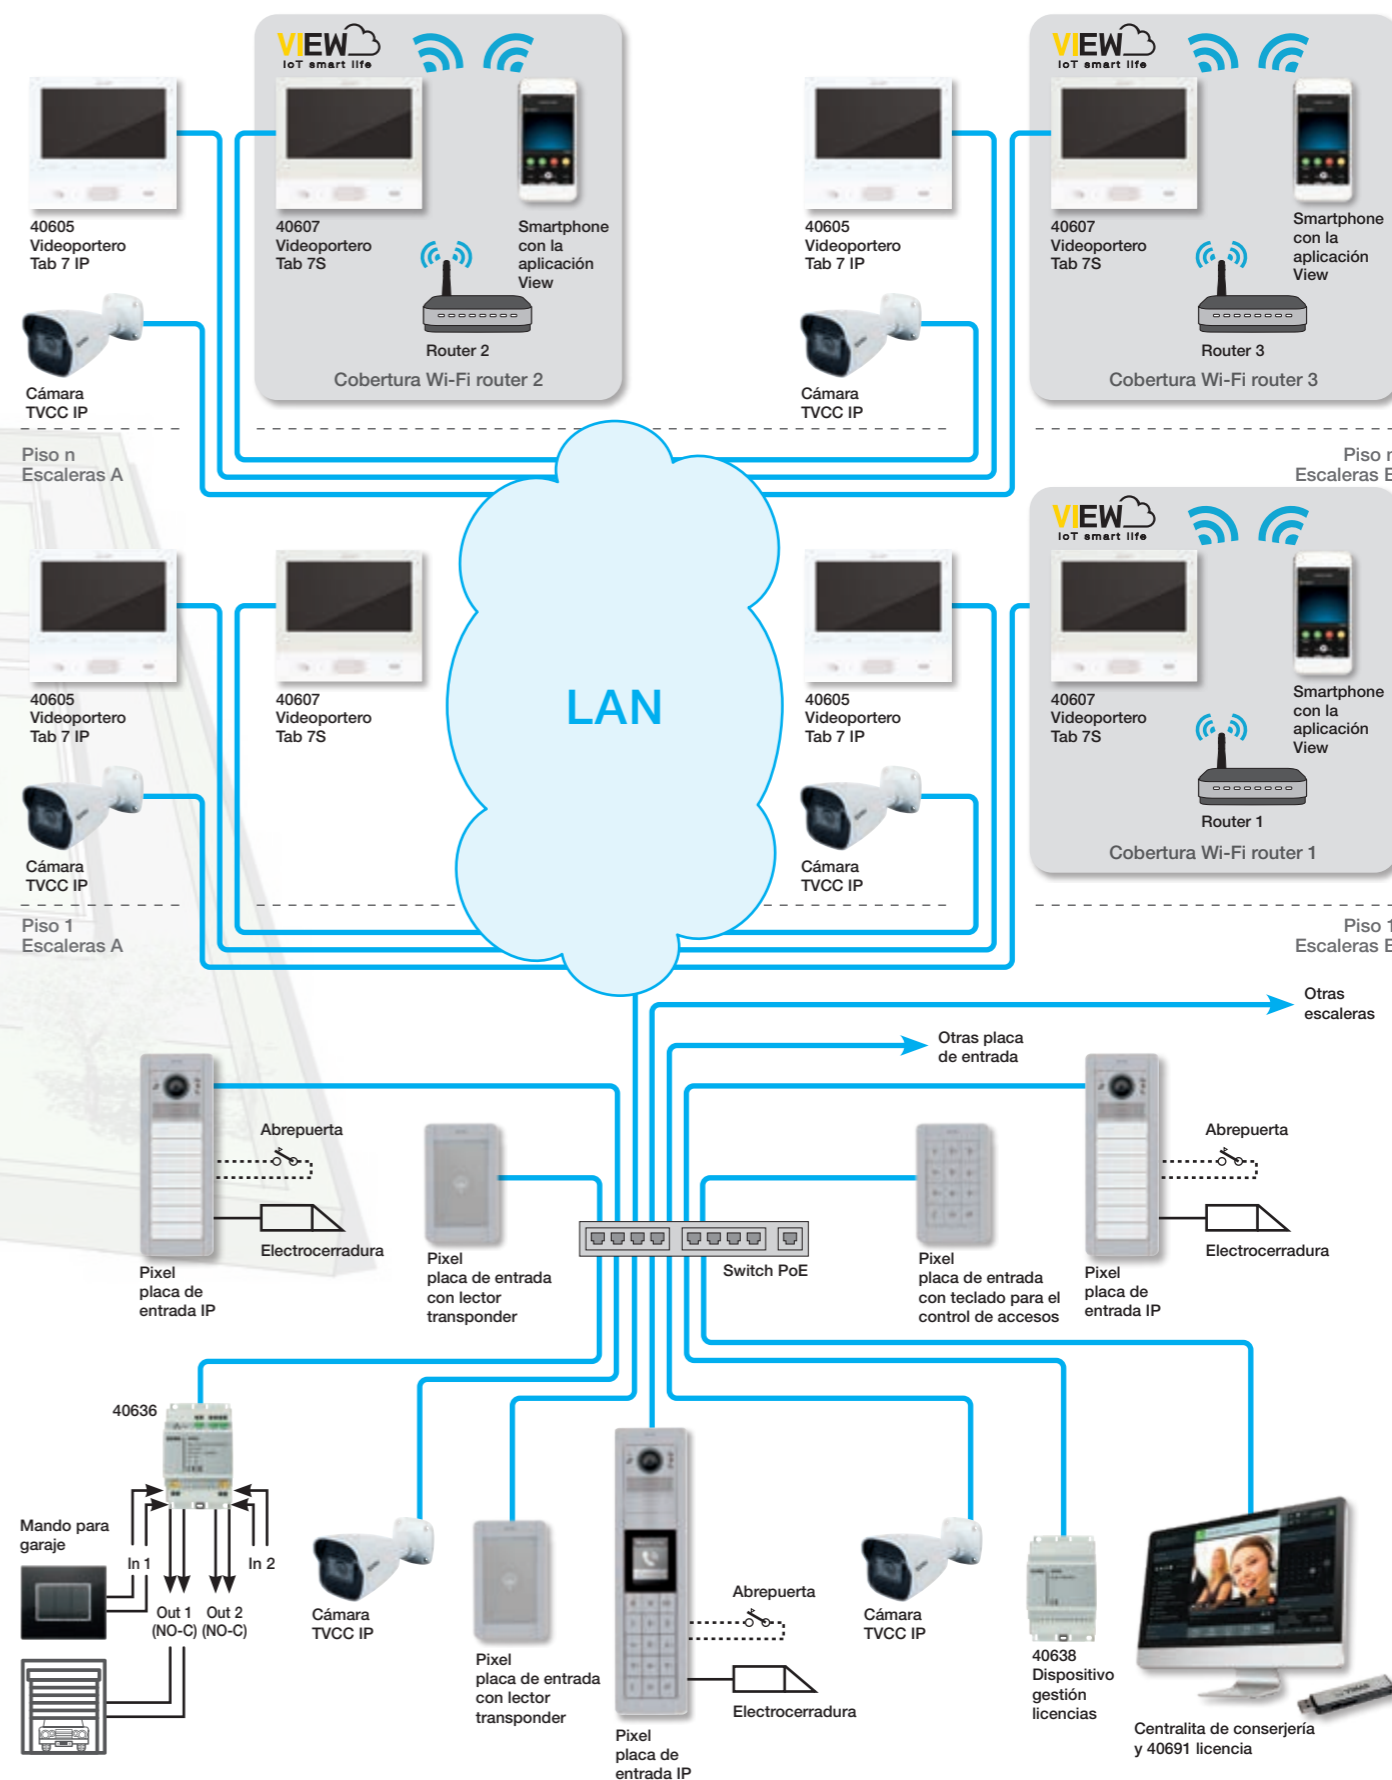 VIEW
IoT smart life
VIEW
IoT smart life
40605
Videoportero
Tab 7 IP
40607
Videoportero
Tab 7S
Smartphone
con la
aplicación
View
40605
Videoportero
Tab 7 IP
40607
Videoportero
Tab 7S
Smartphone
con la
aplicación
View
Router 2
Router 3
Cobertura Wi-Fi router 2
Cobertura Wi-Fi router 3
Cámara
TVCC IP
Cámara
TVCC IP
Piso n
Escaleras A
Piso n
Escaleras E
VIEW
IoT smart life
40605
Videoportero
Tab 7 IP
40607
Videoportero
Tab 7S
LAN
40605
Videoportero
Tab 7 IP
40607
Videoportero
Tab 7S
Smartphone
con la
aplicación
View
Router 1
Cobertura Wi-Fi router 1
Cámara
TVCC IP
Cámara
TVCC IP
Piso 1
Escaleras A
Piso 1
Escaleras E
Otras
escaleras
Otras placa
de entrada
Abrepuerta
Electrocerradura
Pixel
placa de
entrada IP
Pixel
placa de entrada
con lector
transponder
Switch PoE
Pixel
placa de entrada
con teclado para el
control de accesos
Abrepuerta
Electrocerradura
Pixel
placa de
entrada IP
40636
Mando para
garaje
In 1
In 2
Out 1
(NO-C)
Out 2
(NO-C)
Cámara
TVCC IP
Pixel
placa de entrada
con lector
transponder
Abrepuerta
Electrocerradura
Pixel
placa de
entrada IP
Cámara
TVCC IP
40638
Dispositivo
gestión
licencias
VIMAR
Centralita de conserjería
y 40691 licencia